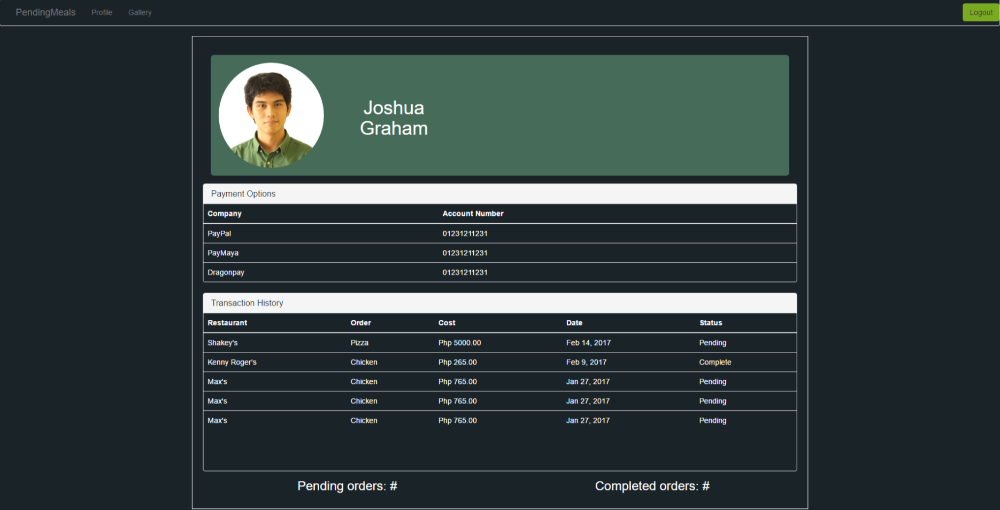 PendingMeals Profile Gallery Logout
Joshua
Graham
Payment Options
Company Account Number
PayPal 01231211231
PayMaya 01231211231
Dragonpay 01231211231
Transaction History
Restaurant Order Cost Date Status
Shakey's Pizza Php 5000.00 Feb 14, 2017 Pending
Kenny Roger's Chicken Php 265.00 Feb 9, 2017 Complete
Max's Chicken Php 765.00 Jan 27, 2017 Pending
Max's Chicken Php 765.00 Jan 27, 2017 Pending
Max's Chicken Php 765.00 Jan 27, 2017 Pending
Pending orders: # Completed orders: #